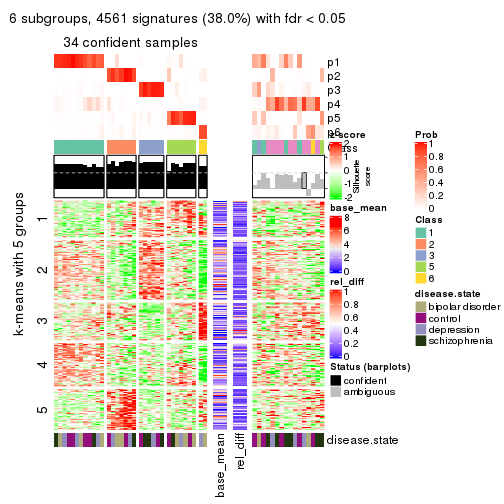 6 subgroups, 4561 signatures (38.0%) with fdr < 0.05
34 confident samples
p1
p2
p3
p4
p5
p6
Class
z-score
2
1
0
-1
-2
Silhouette
score
k-means with 5 groups
1
2
3
4
5
base_mean
8
6
4
2
0
rel_diff
1
0.8
0.6
0.4
0.2
0
Status (barplots)
confident
ambiguous
Prob
1
0.8
0.6
0.4
0.2
0
Class
1
2
3
5
6
disease.state
bipolar disorder
control
depression
schizophrenia
disease.state
base_mean
rel_diff